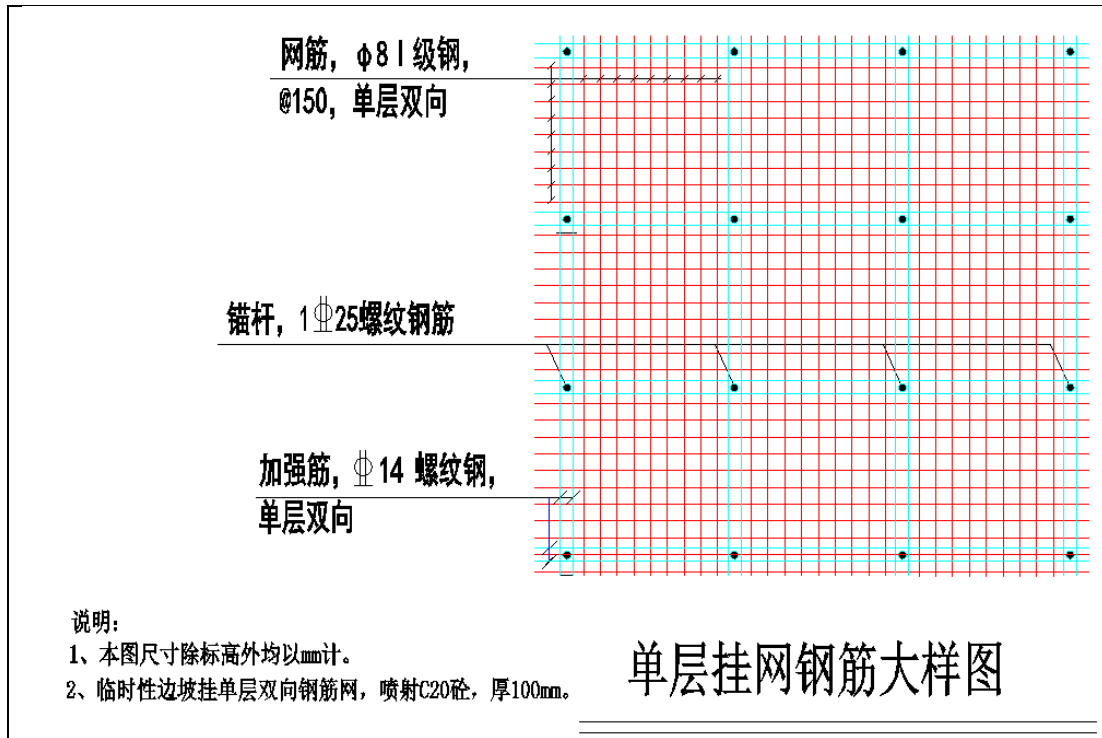 网筋，ф8Ⅰ级钢，
@150，单层双向
锚杆，1⏀25螺纹钢筋
加强筋，⏀14 螺纹钢，
单层双向
说明：
1、本图尺寸除标高外均以mm计。
2、临时性边坡挂单层双向钢筋网，喷射C20砼，厚100mm。
单层挂网钢筋大样图